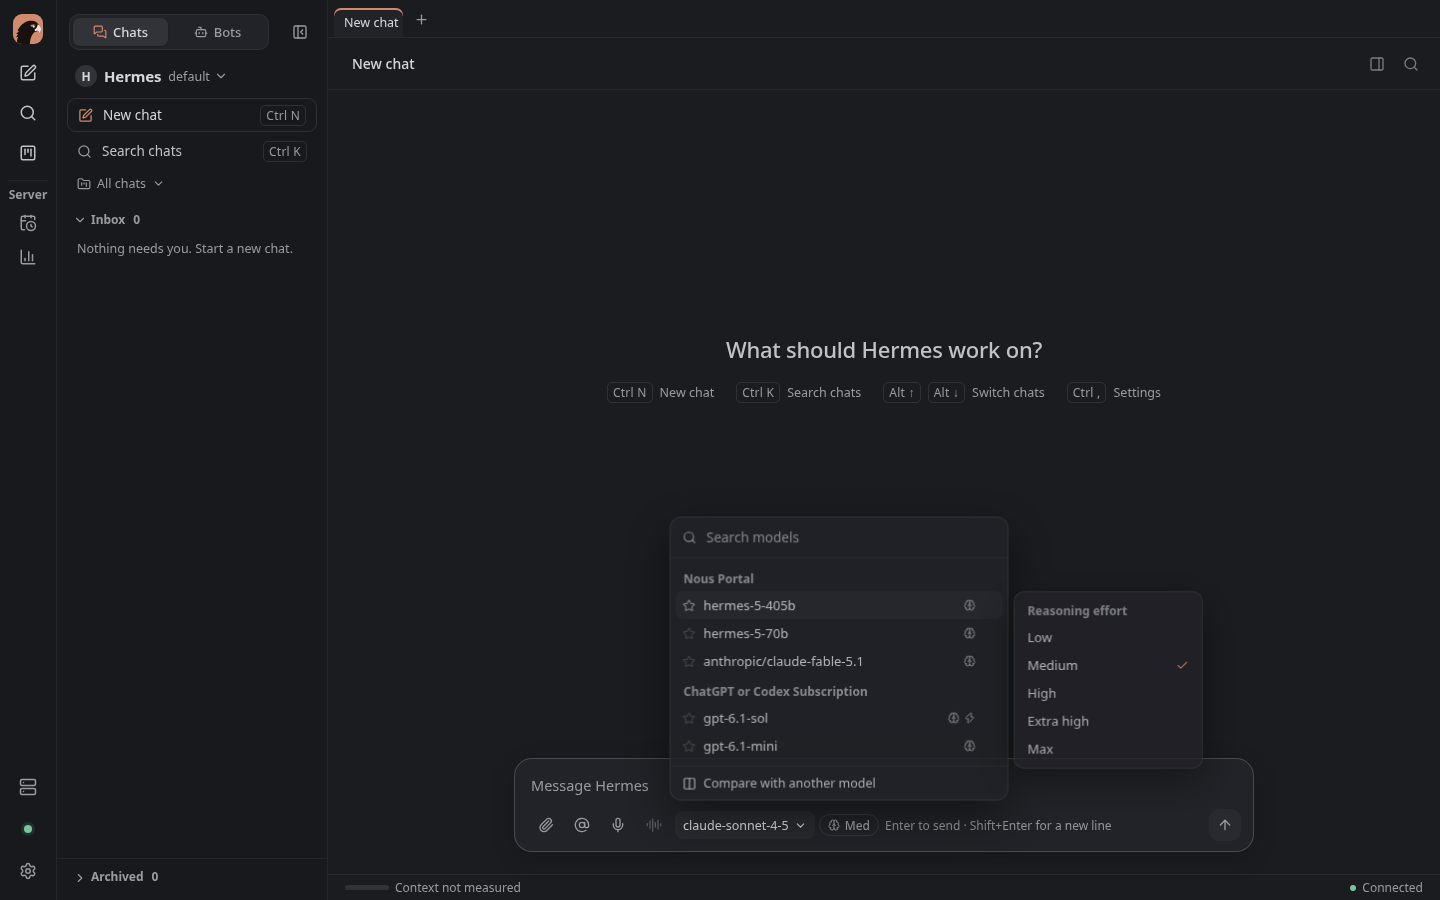 New chat
Chats
Bots
New chat
H Hermes default
New chat Ctrl N
Search chats Ctrl K
All chats
Server
Inbox 0
Nothing needs you. Start a new chat.
What should Hermes work on?
Ctrl N New chat Ctrl K Search chats Alt ↑ Alt ↓ Switch chats Ctrl , Settings
Search models
Nous Portal
hermes-5-405b
hermes-5-70b
anthropic/claude-fable-5.1
ChatGPT or Codex Subscription
gpt-6.1-sol
gpt-6.1-mini
Compare with another model
Reasoning effort
Low
Medium
High
Extra high
Max
Message Hermes
claude-sonnet-4-5 Med Enter to send · Shift+Enter for a new line
Archived 0
Context not measured
Connected